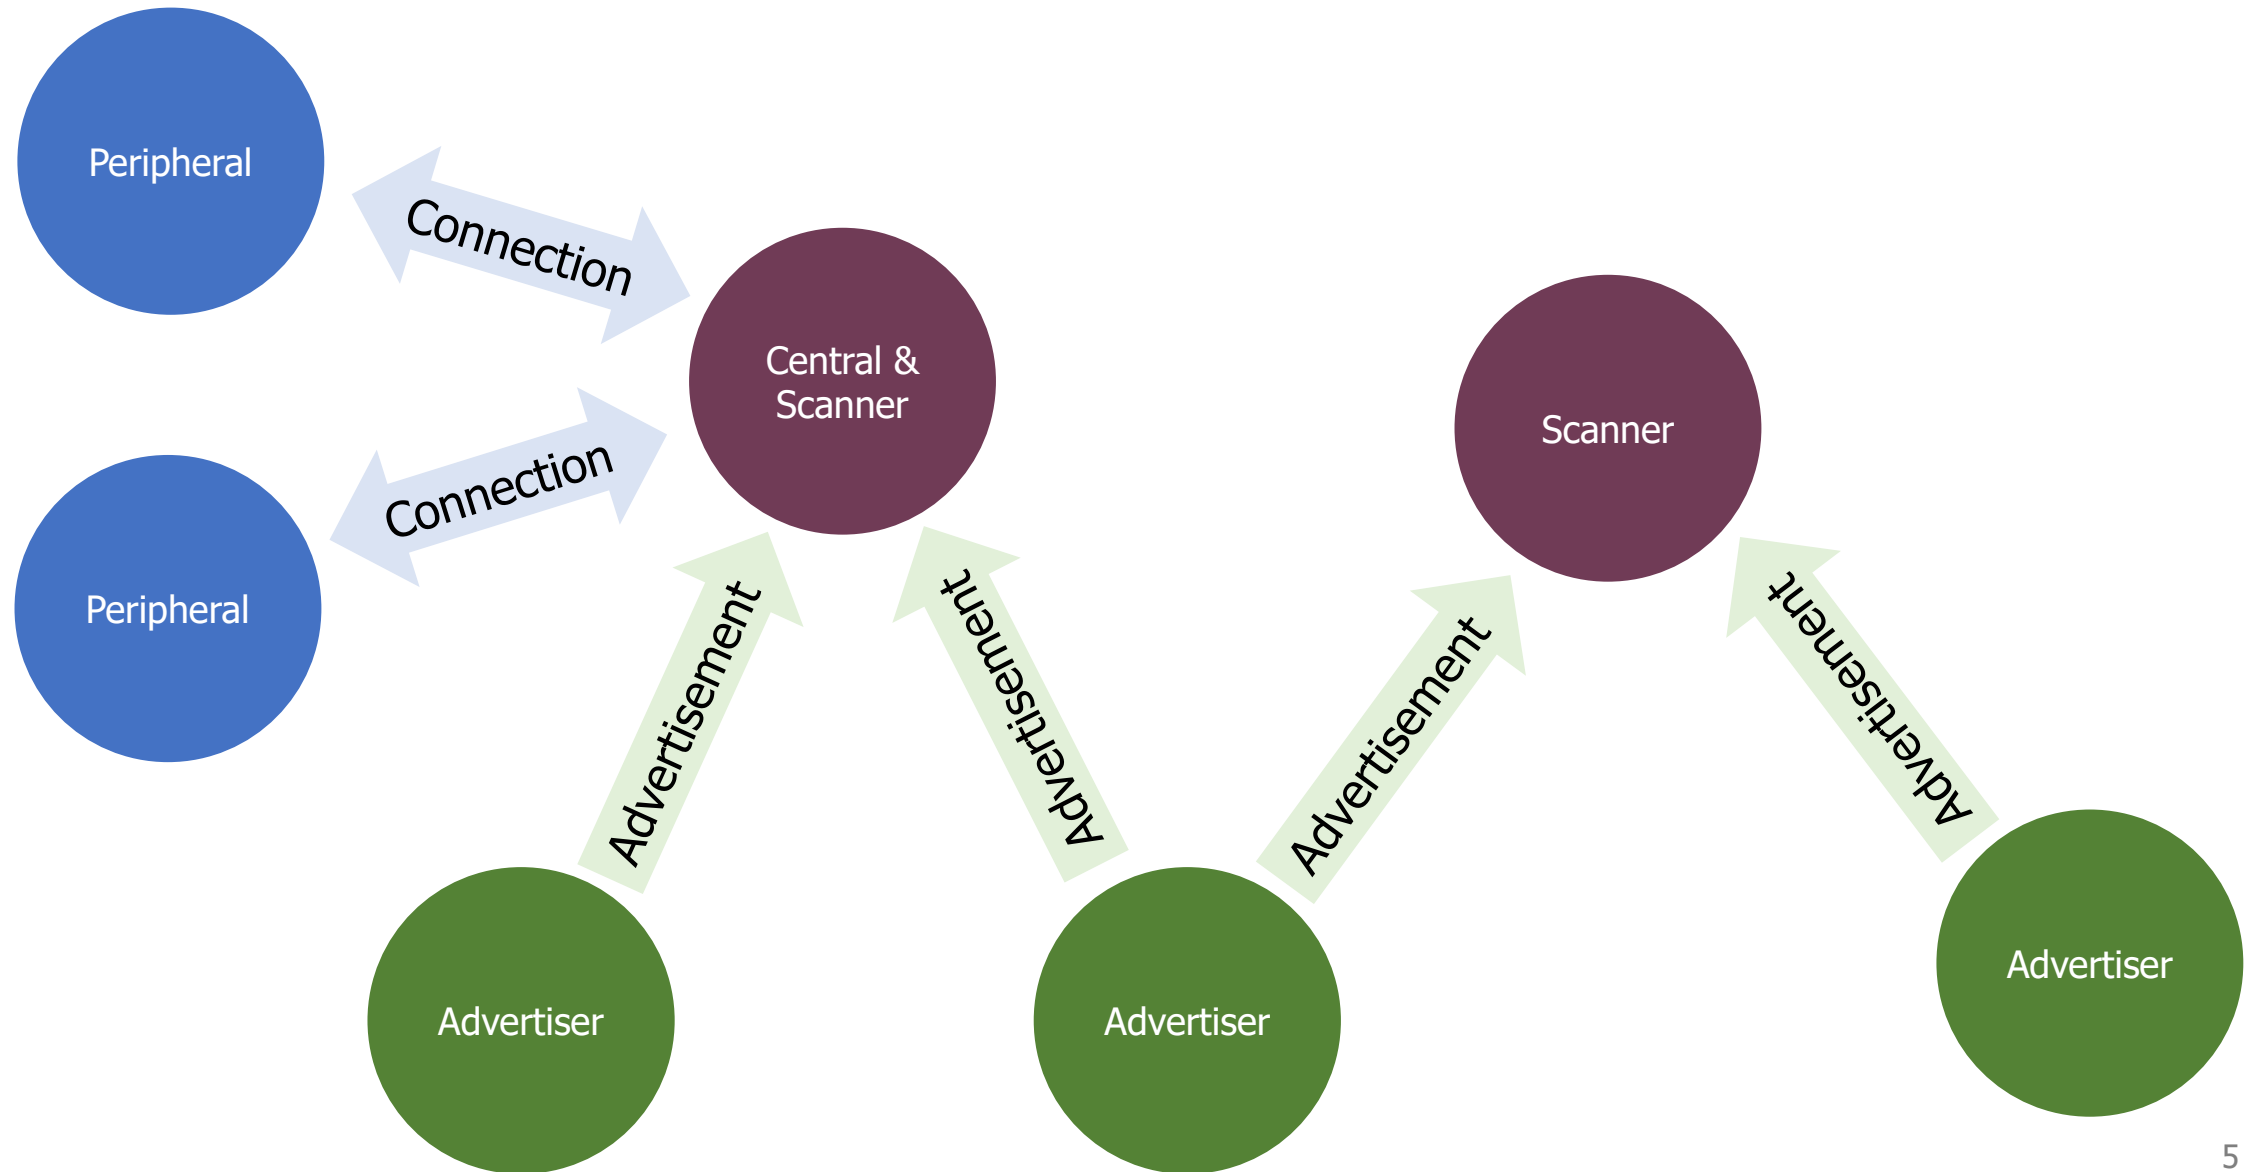 Peripheral
Connection
Central &
Scanner
Scanner
Connection
Peripheral
Advertisement
Advertisement
Advertisement
Advertisement
Advertiser
Advertiser
Advertiser
5